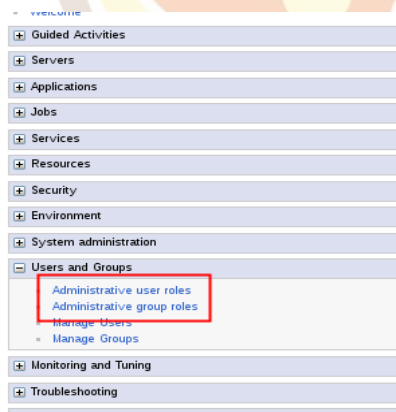 Welcome
Guided Activities
Servers
Applications
Jobs
Services
Resources
Security
Environment
System administration
Users and Groups
Administrative user roles
Administrative group roles
Manage Users
Manage Groups
Monitoring and Tuning
Troubleshooting